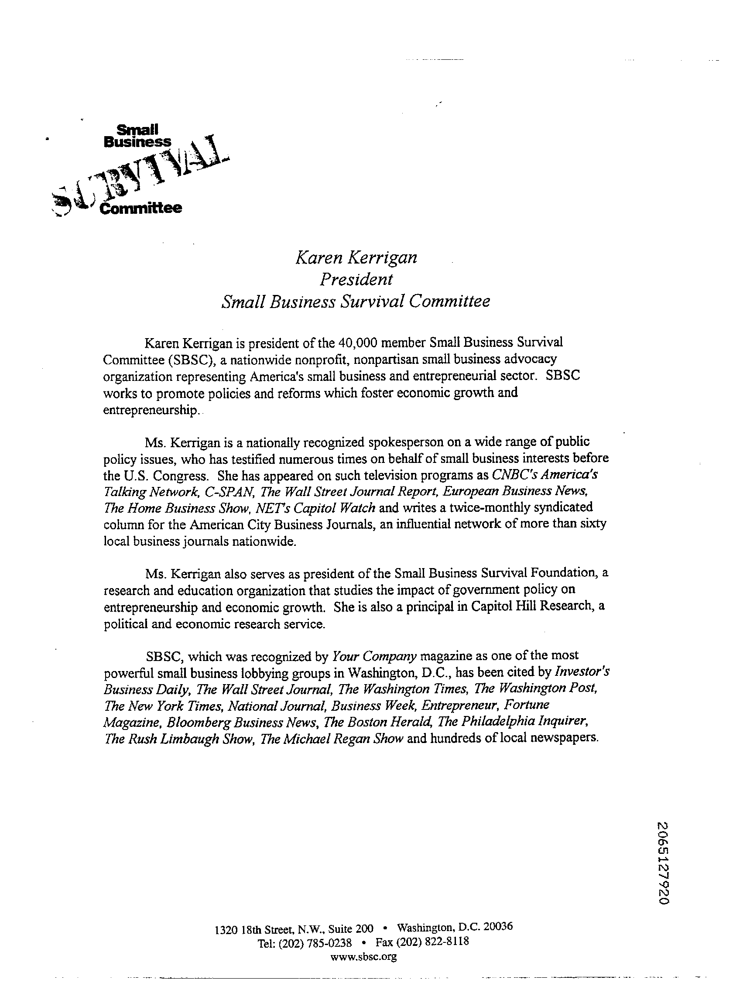 Small
Business
SURVIVAL
Committee
Karen Kerrigan
President
Small Business Survival Committee
Karen Kerrigan is president of the 40,000 member Small Business Survival
Committee (SBSC), a nationwide nonprofit, nonpartisan small business advocacy
organization representing America's small business and entrepreneurial sector. SBSC
works to promote policies and reforms which foster economic growth and
entrepreneurship.
Ms. Kerrigan is a nationally recognized spokesperson on a wide range of public
policy issues, who has testified numerous times on behalf of small business interests before
the U.S. Congress. She has appeared on such television programs as CNBC's America's
Talking Network, C-SPAN, The Wall Street Journal Report, European Business News,
The Home Business Show, NET's Capitol Watch and writes a twice-monthly syndicated
column for the American City Business Journals, an influential network of more than sixty
local business journals nationwide.
Ms. Kerrigan also serves as president of the Small Business Survival Foundation, a
research and education organization that studies the impact of government policy on
entrepreneurship and economic growth. She is also a principal in Capitol Hill Research, a
political and economic research service.
SBSC, which was recognized by Your Company magazine as one of the most
powerful small business lobbying groups in Washington, D.C., has been cited by Investor's
Business Daily, The Wall Street Journal, The Washington Times, The Washington Post,
The New York Times, National Journal, Business Week, Entrepreneur, Fortune
Magazine, Bloomberg Business News, The Boston Herald, The Philadelphia Inquirer,
The Rush Limbaugh Show, The Michael Regan Show and hundreds of local newspapers.
2065127920
1320 18th Street, N.W., Suite 200 • Washington, D.C. 20036
Tel: (202) 785-0238 • Fax (202) 822-8118
www.sbsc.org